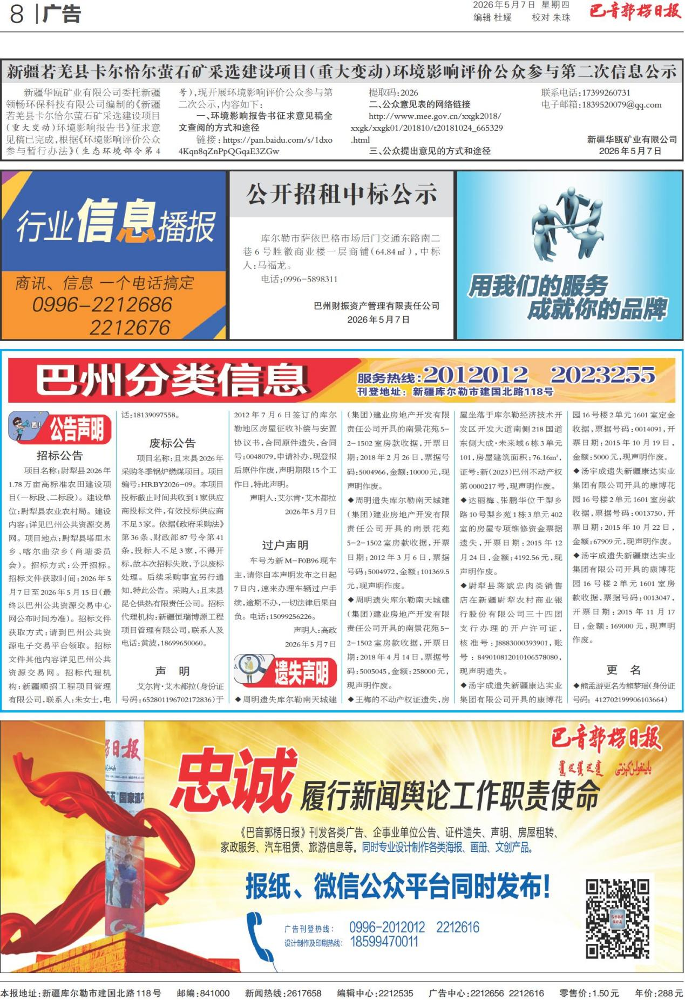 8 广告
2026年5月7日 星期四
编辑 杜媛 校对 朱珠
巴音郭楞日报
新疆若羌县卡尔恰尔萤石矿采选建设项目(重大变动)环境影响评价公众参与第二次信息公示
新疆华瓯矿业有限公司委托新疆
领畅环保科技有限公司编制的《新疆
若羌县卡尔恰尔萤石矿采选建设项目
(重大变动)环境影响报告书》征求意
见稿已完成,根据《环境影响评价公众
参与暂行办法》(生态环境部令第4
号),现开展环境影响评价公众参与第
二次公示,内容如下:
一、环境影响报告书征求意见稿全
文查阅的方式和途径
链接:https://pan.baidu.com/s/1dxo
4Kqn8qZnPpQGqaE3ZGw
提取码:2026
二、公众意见表的网络链接
http://www.mee.gov.cn/xxgk2018/
xxgk/xxgk01/201810/t20181024_665329
.html
三、公众提出意见的方式和途径
联系电话:17399260731
电子邮箱:1839520079@qq.com
新疆华瓯矿业有限公司
2026年5月7日
行业信息播报
商讯、信息 一个电话搞定
0996-2212686
2212676
公开招租中标公示
库尔勒市萨依巴格市场后门交通东路南二
巷6号胜徽商业楼一层商铺(64.84㎡),中标
人:马福龙。
电话:0996-5898311
巴州财振资产管理有限责任公司
2026年5月7日
用我们的服务
成就你的品牌
巴州分类信息
服务热线:2012012 2023255
刊登地址:新疆库尔勒市建国北路118号
看!
公告声明
招标公告
项目名称:尉犁县2026年
1.78万亩高标准农田建设项
目(一标段、二标段)。建设单
位:尉犁县农业农村局。建设
内容:详见巴州公共资源交易
网。项目地点:尉犁县塔里木
乡、喀尔曲尕乡(肖塘委员
会)。招标方式:公开招标。
招标文件获取时间:2026年5
月7日至2026年5月15日(最
终以巴州公共资源交易中心
网公布时间为准)。招标文件
获取方式:请到巴州公共资
源电子交易平台领取。招标
文件其他内容详见巴州公共
资源交易网。招标代理机
构:新疆顺招工程项目管理
有限公司,联系人:朱女士,电
话:18139097558。
废标公告
项目名称:且末县2026年
采购冬季锅炉燃煤项目。项目
编号:HRBY2026-09。本项目
投标截止时间共收到1家供应
商投标文件,有效投标供应商
不足3家。依据《政府采购法》
第36条、财政部87号令第41
条,投标人不足3家,不得开
标,故本次招标失败,予以废标
处理。后续采购事宜另行通
知,特此公告。采购人:且末县
昆仑供热有限责任公司。招标
代理机构:新疆恒瑞博源工程
项目管理有限公司,联系人及
电话:黄波,18699650060。
声 明
艾尔肯·艾木都拉(身份证
号码:652801196702172836)于
2012年7月6日签订的库尔
勒地区房屋征收补偿与安置
协议书,合同原件遗失,合同
号:0048079,申请补办,现登报
后原件作废,声明期限15个工
作日,特此声明。
声明人:艾尔肯·艾木都拉
2026年5月7日
过户声明
车号为新M-F0B96现车
主,请你自本声明发布之日起
7日内,速来办理车辆过户手
续,逾期不办,一切法律后果自
负。电话:15099256226。
声明人:高政
2026年5月7日
遗失声明
◆周明遗失库尔勒南天城建
(集团)建业房地产开发有限
责任公司开具的南景花苑5-
2-1502室房款收据,开票日
期:2018年2月26日,票据号
码:5004966,金额:10000元,现
声明作废。
◆周明遗失库尔勒南天城建
(集团)建业房地产开发有限
责任公司开具的南景花苑
5-2-1502室房款收据,开票
日期:2012年3月6日,票据
号码:5004972,金额:101369.5
元,现声明作废。
◆周明遗失库尔勒南天城建
(集团)建业房地产开发有限
责任公司开具的南景花苑5-
2-1502室房款收据,开票日
期:2018年4月14日,票据号
码:5005045,金额:258000元,
现声明作废。
◆王梅的不动产权证遗失,房
屋坐落于库尔勒经济技术开
发区开发大道南侧218国道
东侧大成·未来城6栋3单元
101,房屋建筑面积:76.16m²,
证号:新(2023)巴州不动产权
第0000217号,现声明作废。
◆达丽梅、张鹏华位于梨乡
路10号梨乡苑1栋3单元402
室的房屋专项维修资金票据
遗失,开票日期:2015年12
月24日,金额:4192.56元,现
声明作废。
◆尉犁县蒋斌忠肉类销售
店在新疆尉犁农村商业银
行股份有限公司三十四团
支行办理的开户许可证,
核准号:J8883000393901,账
号:849010812010106578080,
现声明遗失。
◆汤宇成遗失新疆康达实业
集团有限公司开具的康博花
园16号楼2单元1601室定金
收据,票据号码:0014091,开
票日期:2015年10月19日,
金额:5000元,现声明作废。
◆汤宇成遗失新疆康达实业
集团有限公司开具的康博花
园16号楼2单元1601室房款
收据,票据号码:0013750,开
票日期:2015年10月22日,
金额:67909元,现声明作废。
◆汤宇成遗失新疆康达实业
集团有限公司开具的康博花
园16号楼2单元1601室房
款收据,票据号码:0013047,
开票日期:2015年11月17
日,金额:169000元,现声明
作废。
更 名
◆熊孟游更名为熊梦瑶(身份证
号码:412702199906103664)
巴音郭楞日报
忠诚 履行新闻舆论工作职责使命
《巴音郭楞日报》刊发各类广告、企事业单位公告、证件遗失、声明、房屋租转、
家政服务、汽车租赁、旅游信息等。同时专业设计制作各类海报、画册、文创产品。
报纸、微信公众平台同时发布!
广告刊登热线: 0996-2012012 2212616
设计制作及印刷热线: 18599470011
本报地址:新疆库尔勒市建国北路118号 邮编:841000 新闻热线:2617658 编辑中心:2212535 广告中心:2212656 2212616 零售价:1.50元 年价:288元